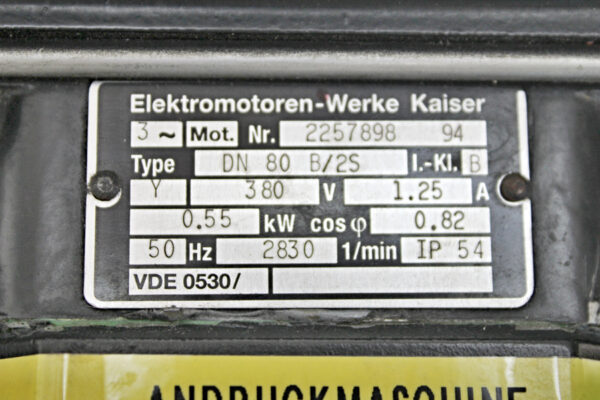 Elektromotoren-Werke Kaiser
3 ~ Mot. Nr. 2257898 94
Type DN 80 B/2S I.-Kl. B
Y 380 V 1.25 A
0.55 kW cos φ 0.82
50 Hz 2830 1/min IP 54
VDE 0530/
ANDRUCKMASCHINE